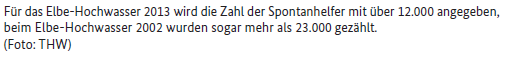 Für das Elbe-Hochwasser 2013 wird die Zahl der Spontanhelfer mit über 12.000 angegeben,
beim Elbe-Hochwasser 2002 wurden sogar mehr als 23.000 gezählt.
(Foto: THW)